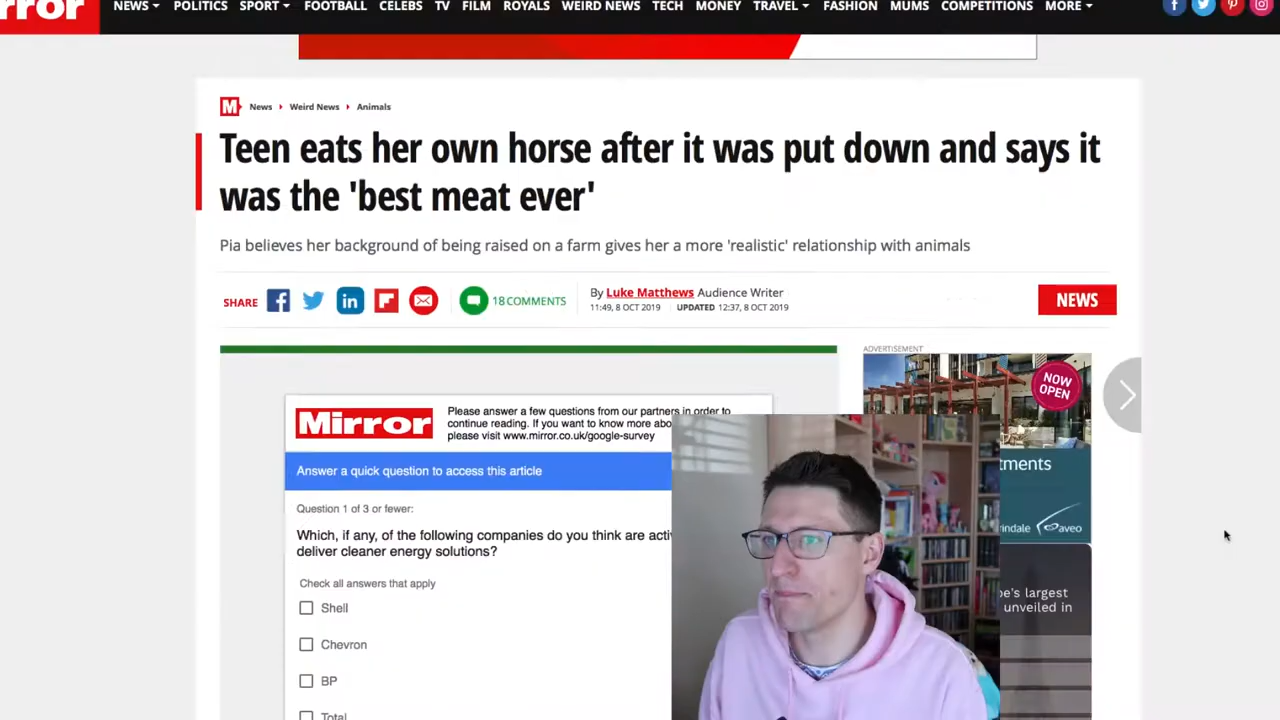 rror
NEWS POLITICS SPORT FOOTBALL CELEBS TV FILM ROYALS WEIRD NEWS TECH MONEY TRAVEL FASHION MUMS COMPETITIONS MORE
M News Weird News Animals
Teen eats her own horse after it was put down and says it
was the 'best meat ever'
Pia believes her background of being raised on a farm gives her a more 'realistic' relationship with animals
SHARE
18 COMMENTS
By Luke Matthews Audience Writer
11:49, 8 OCT 2019 UPDATED 12:37, 8 OCT 2019
NEWS
ADVERTISEMENT
NOW
OPEN
Mirror
Please answer a few questions from our partners in order to
continue reading. If you want to know more abo
please visit www.mirror.co.uk/google-survey
Answer a quick question to access this article
Question 1 of 3 or fewer:
Which, if any, of the following companies do you think are acti
deliver cleaner energy solutions?
Check all answers that apply
Shell
Chevron
BP
Total
tments
rindale aveo
pe's largest
unveiled in